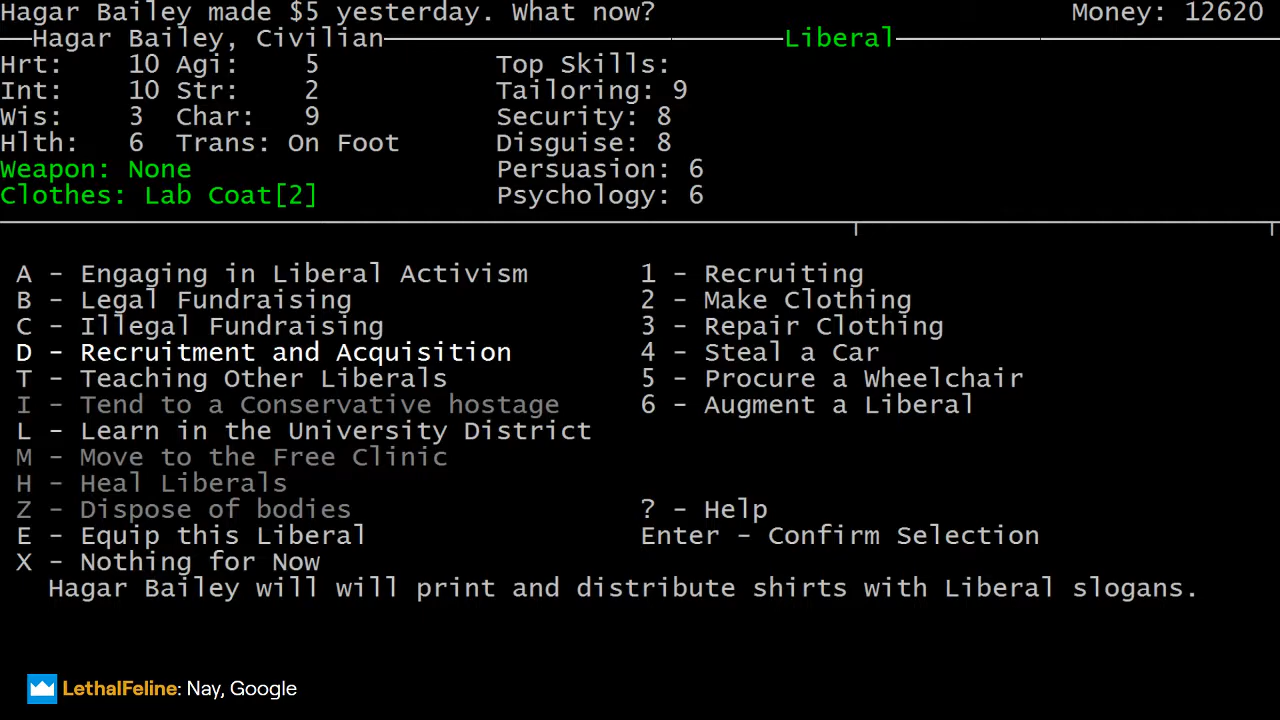 Hagar Bailey made $5 yesterday. What now? Money: 12620
Hagar Bailey, Civilian Liberal
Hrt: 10 Agi: 5 Top Skills:
Int: 10 Str: 2 Tailoring: 9
Wis: 3 Char: 9 Security: 8
Hlth: 6 Trans: On Foot Disguise: 8
Weapon: None Persuasion: 6
Clothes: Lab Coat[2] Psychology: 6
A - Engaging in Liberal Activism 1 - Recruiting
B - Legal Fundraising 2 - Make Clothing
C - Illegal Fundraising 3 - Repair Clothing
D - Recruitment and Acquisition 4 - Steal a Car
T - Teaching Other Liberals 5 - Procure a Wheelchair
I - Tend to a Conservative hostage 6 - Augment a Liberal
L - Learn in the University District
M - Move to the Free Clinic
H - Heal Liberals
Z - Dispose of bodies ? - Help
E - Equip this Liberal Enter - Confirm Selection
X - Nothing for Now
Hagar Bailey will will print and distribute shirts with Liberal slogans.
LethalFeline: Nay, Google